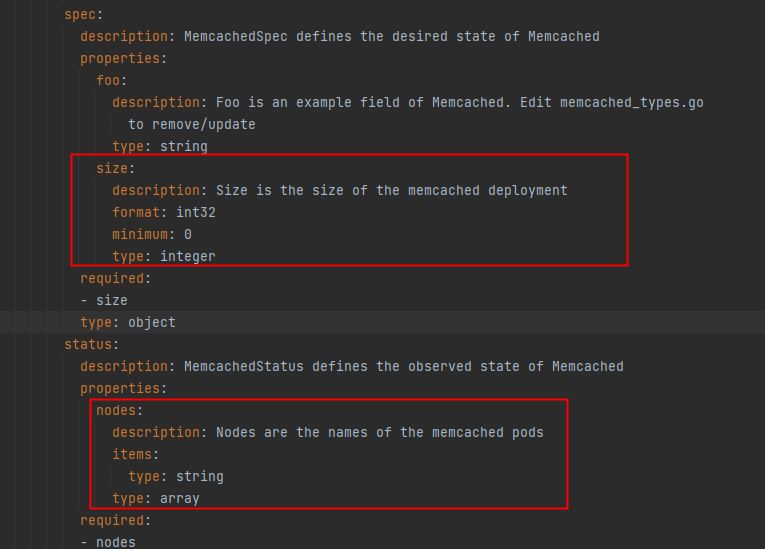 spec:
description: MemcachedSpec defines the desired state of Memcached
properties:
foo:
description: Foo is an example field of Memcached. Edit memcached_types.go
to remove/update
type: string
size:
description: Size is the size of the memcached deployment
format: int32
minimum: 0
type: integer
required:
- size
type: object
status:
description: MemcachedStatus defines the observed state of Memcached
properties:
nodes:
description: Nodes are the names of the memcached pods
items:
type: string
type: array
required:
- nodes